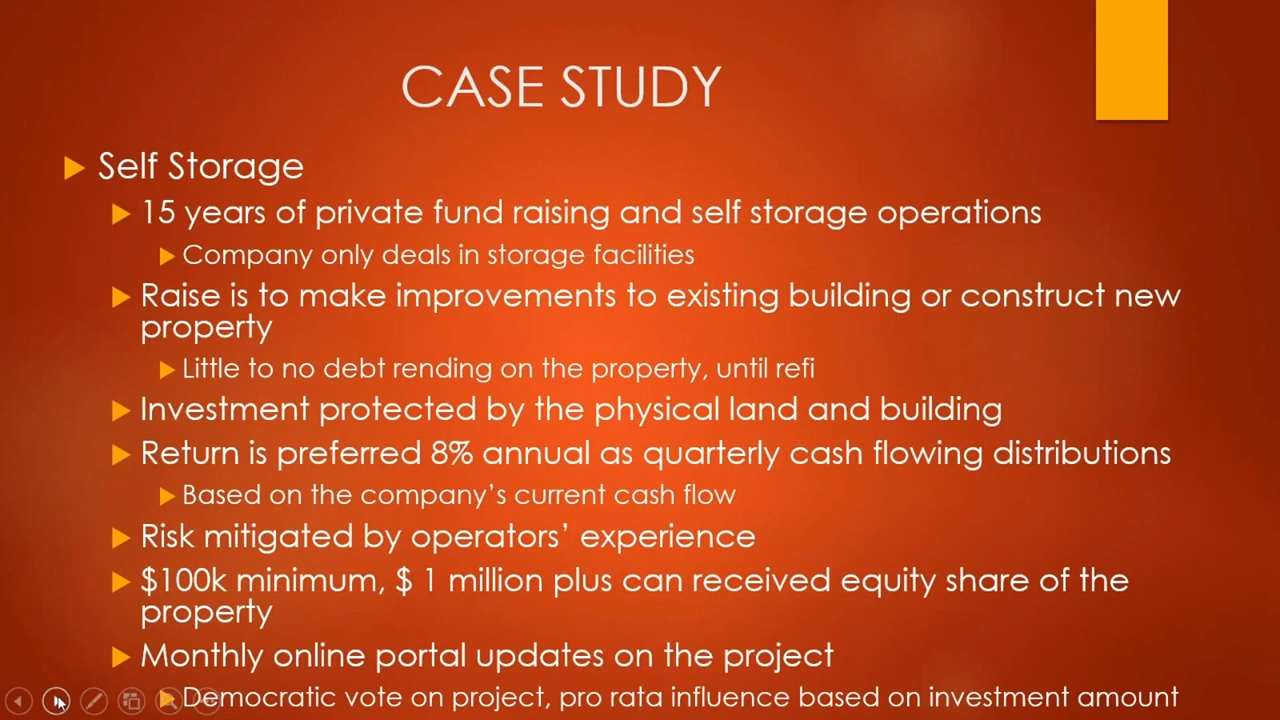 CASE STUDY
Self Storage
15 years of private fund raising and self storage operations
Company only deals in storage facilities
Raise is to make improvements to existing building or construct new
property
Little to no debt rending on the property, until refi
Investment protected by the physical land and building
Return is preferred 8% annual as quarterly cash flowing distributions
Based on the company's current cash flow
Risk mitigated by operators' experience
$100k minimum, $ 1 million plus can received equity share of the
property
Monthly online portal updates on the project
Democratic vote on project, pro rata influence based on investment amount